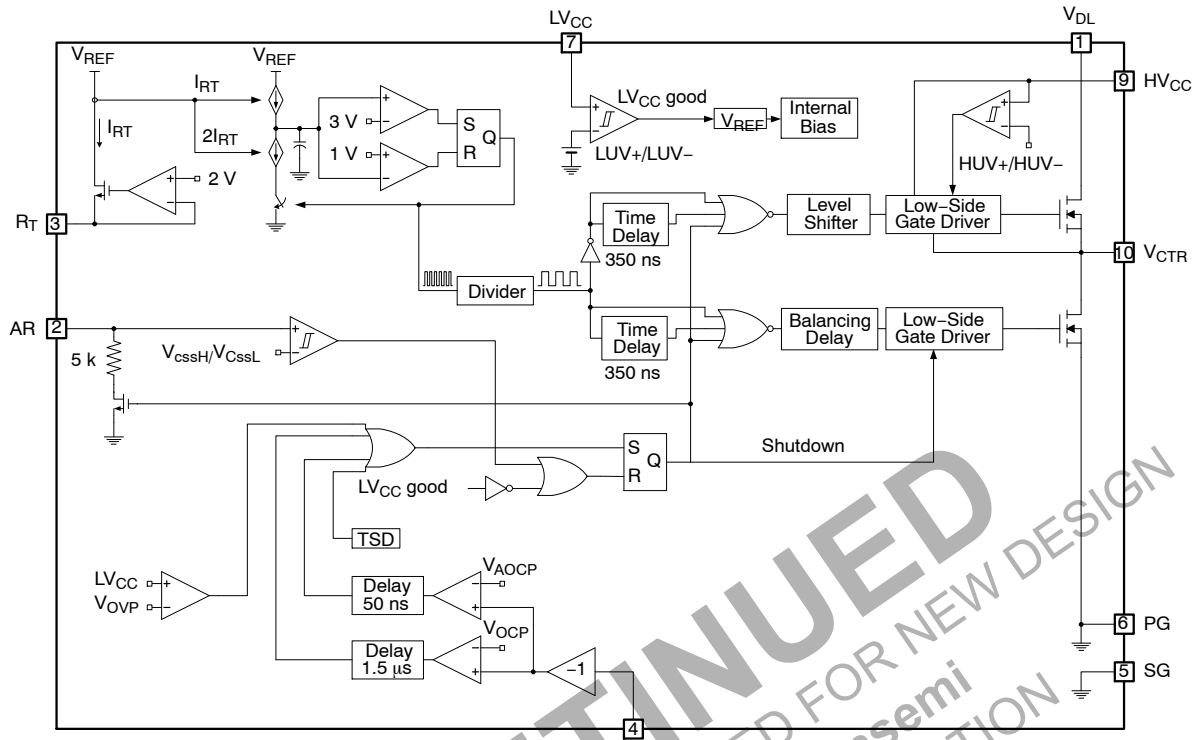 LVCC
VDL
7
1
VREF
VREF
9
HVCC
IRT
IRT
2IRT
3 V
1 V
S
R
Q
LVCC good
VREF
Internal
Bias
LUV+/LUV−
HUV+/HUV−
2 V
RT
3
Time
Delay
350 ns
Level
Shifter
Low−Side
Gate Driver
10
VCTR
Divider
AR
2
5 k
VcssH/VCssL
Time
Delay
350 ns
Balancing
Delay
Low−Side
Gate Driver
S
R
Q
Shutdown
LVCC good
TSD
LVCC
VOVP
Delay
50 ns
VAOCP
Delay
1.5 μs
VOCP
−1
6
PG
5
SG
4
TINUED
ED FOR NEW DESIGN
nsemi
TION